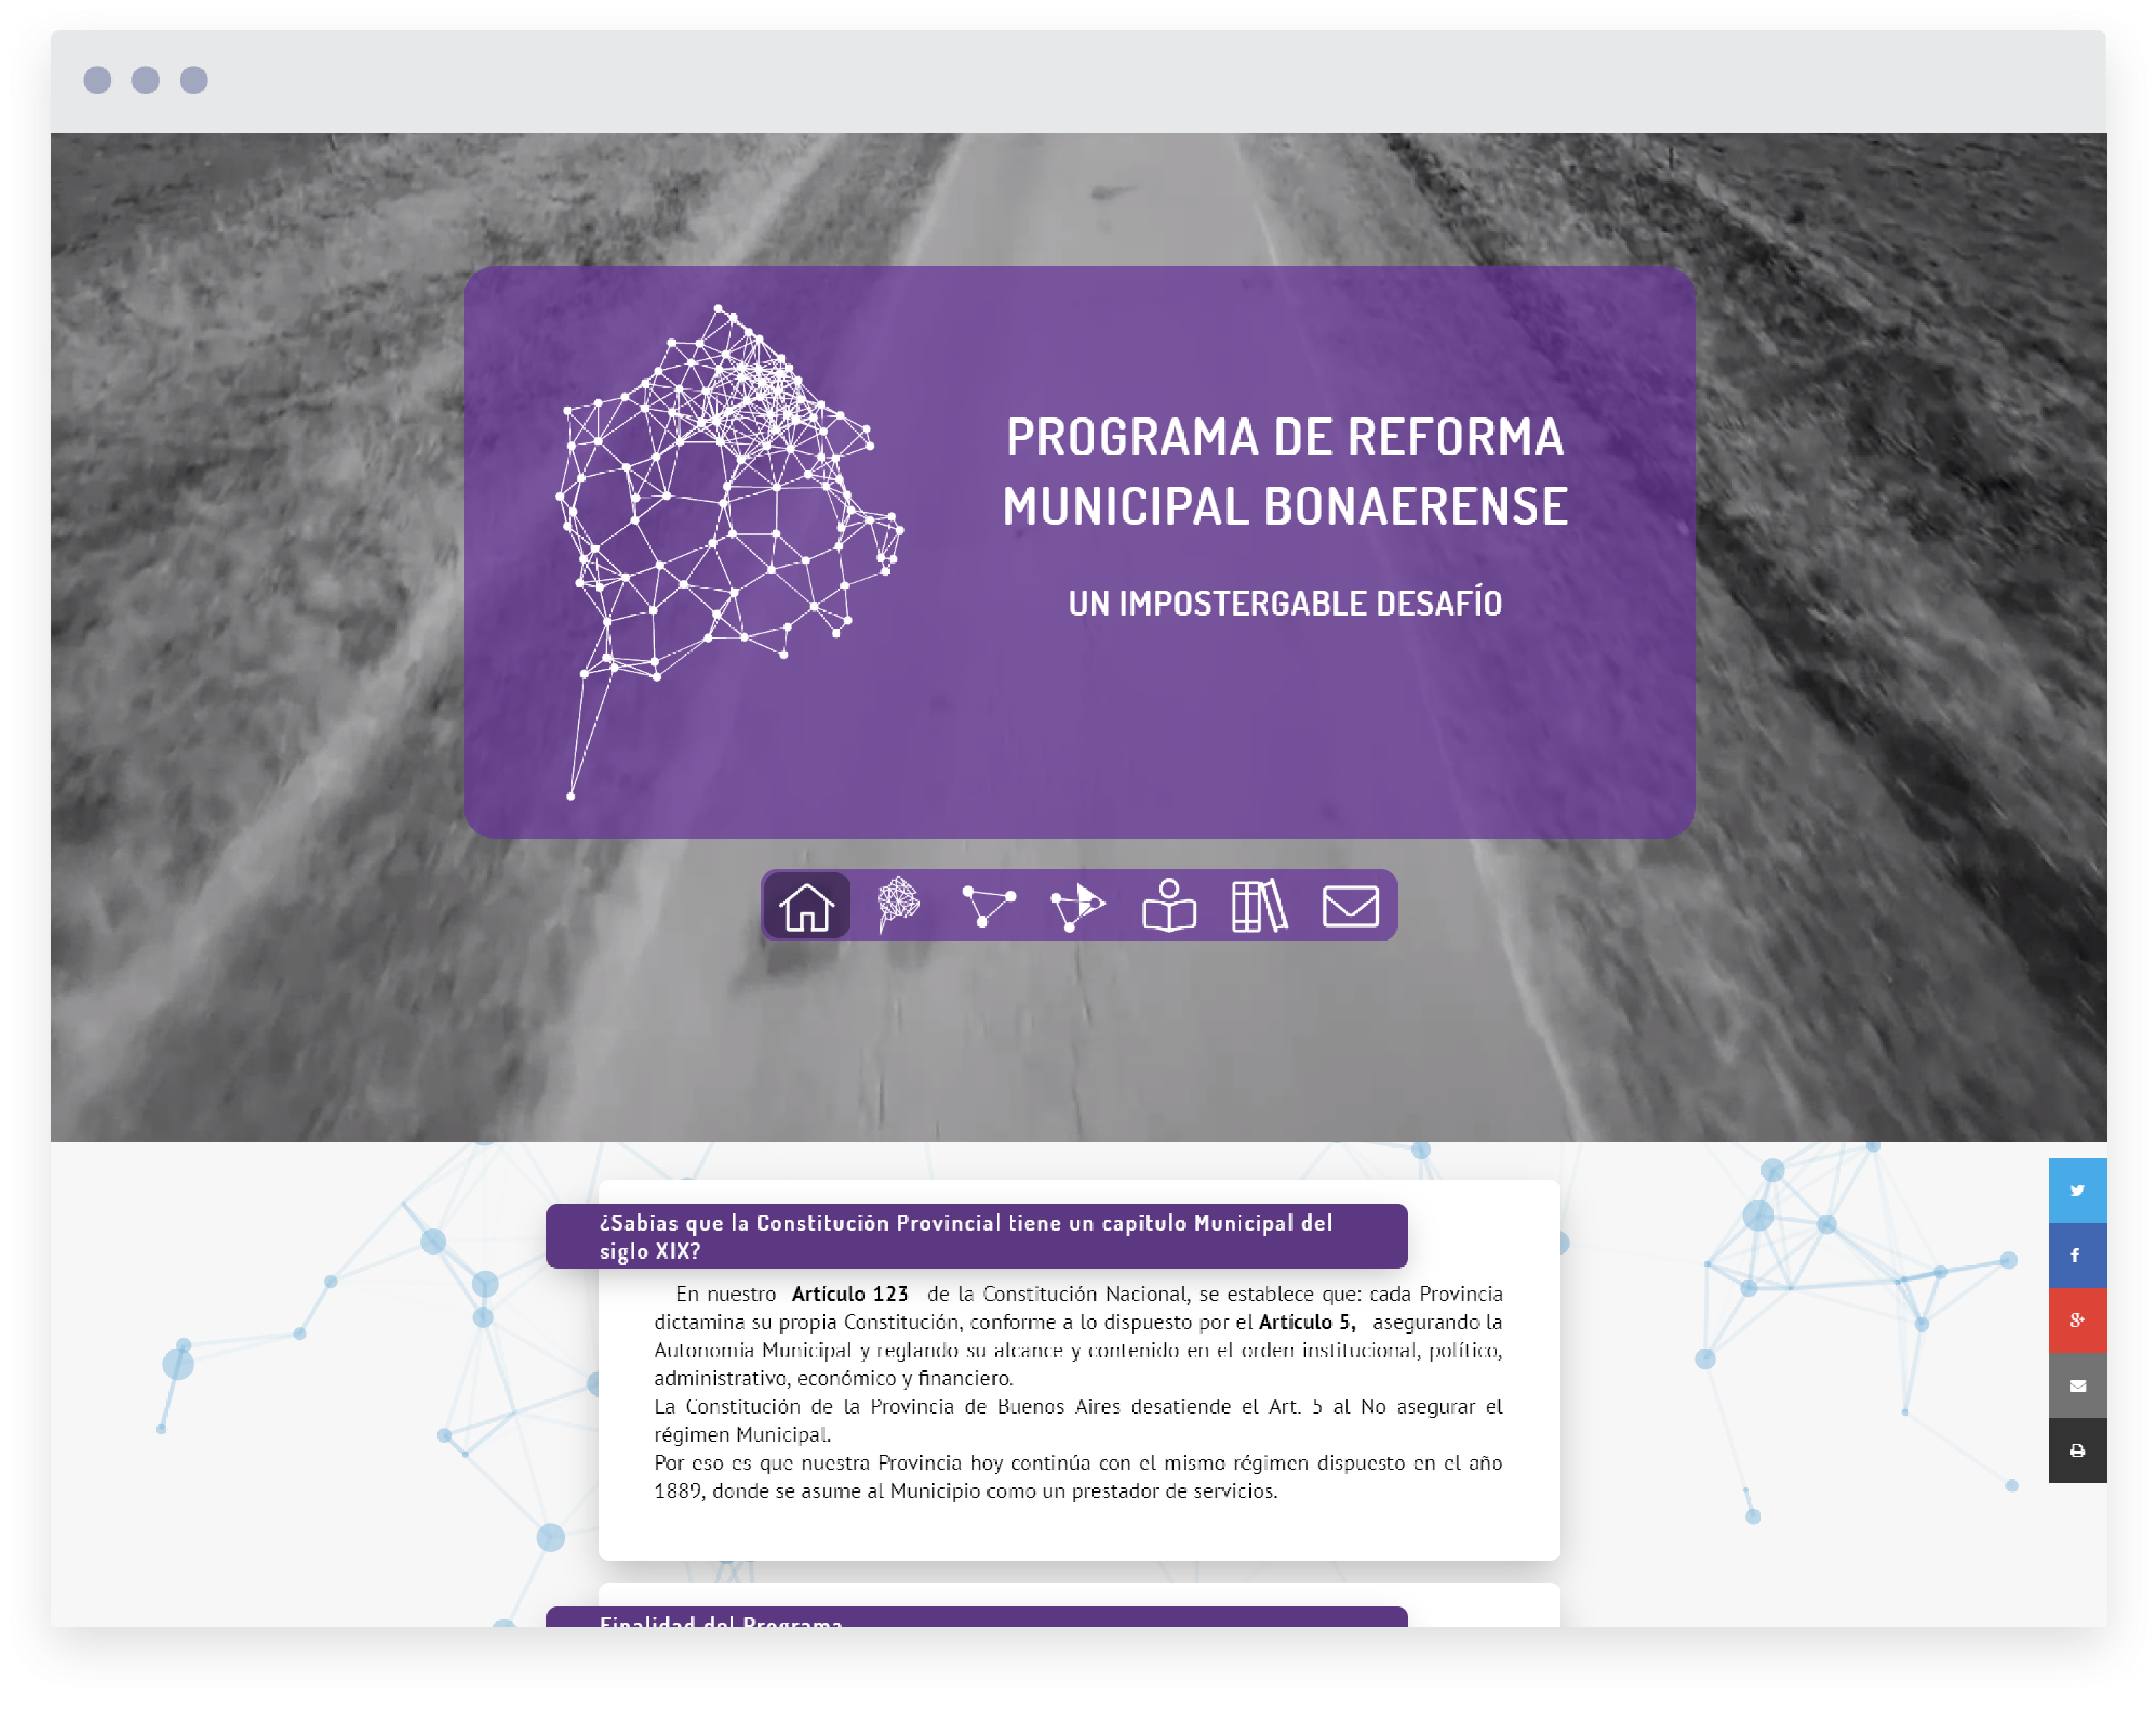 PROGRAMA DE REFORMA
MUNICIPAL BONAERENSE
UN IMPOSTERGABLE DESAFÍO
¿Sabías que la Constitución Provincial tiene un capítulo Municipal del
siglo XIX?
En nuestro Artículo 123 de la Constitución Nacional, se establece que: cada Provincia
dictamina su propia Constitución, conforme a lo dispuesto por el Artículo 5, asegurando la
Autonomía Municipal y reglando su alcance y contenido en el orden institucional, político,
administrativo, económico y financiero.
La Constitución de la Provincia de Buenos Aires desatiende el Art. 5 al No asegurar el
régimen Municipal.
Por eso es que nuestra Provincia hoy continúa con el mismo régimen dispuesto en el año
1889, donde se asume al Municipio como un prestador de servicios.
Finalidad del Programa